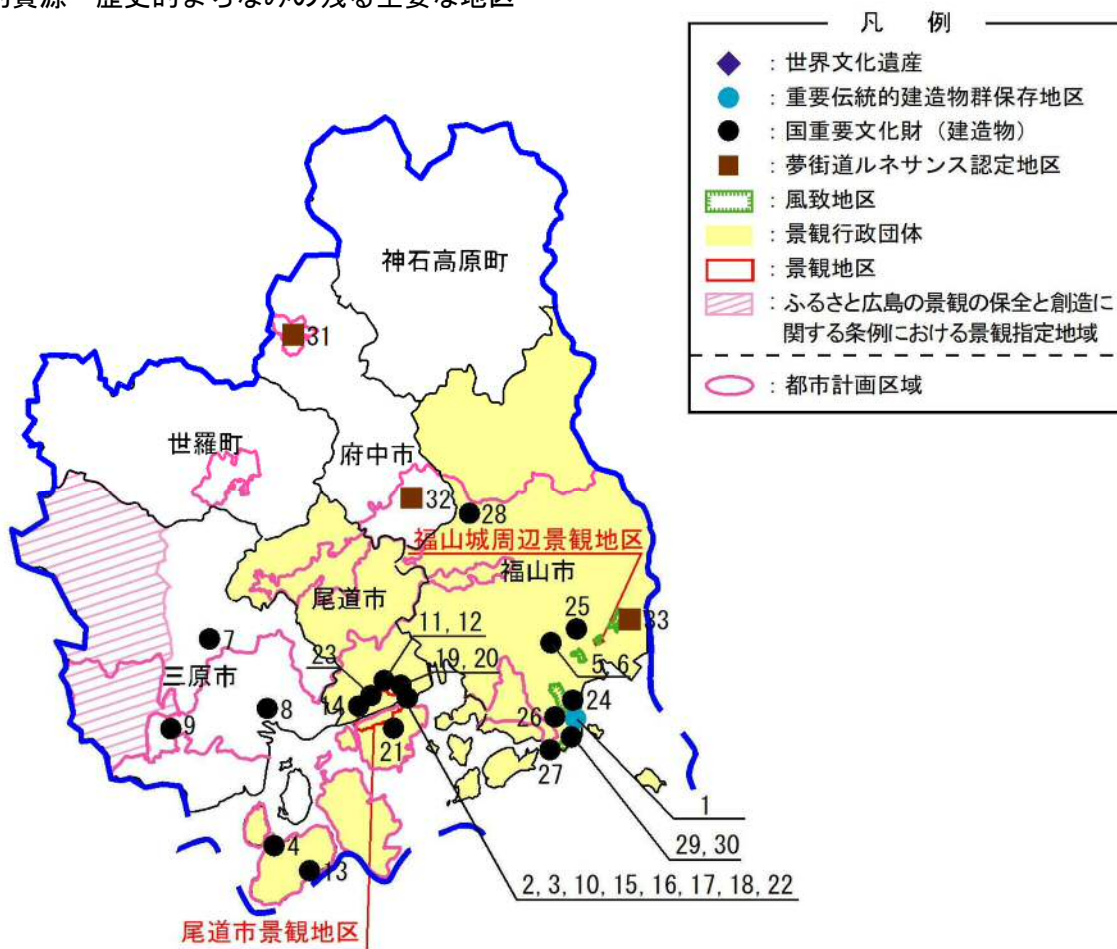 歴史的まちなみの残る主要な地区
凡 例
：世界文化遺産
：重要伝統的建造物群保存地区
：国重要文化財（建造物）
：夢街道ルネサンス認定地区
：風致地区
：景観行政団体
：景観地区
：ふるさと広島の景観の保全と創造に
関する条例における景観指定地域
：都市計画区域
神石高原町
31
世羅町
府中市
32
28
福山城周辺景観地区
福山市
尾道市
11, 12
25
33
7
23
19, 20
5, 6
三原市
14
24
8
26
9
21
27
1
4
29, 30
13
2, 3, 10, 15, 16, 17, 18, 22
尾道市景観地区